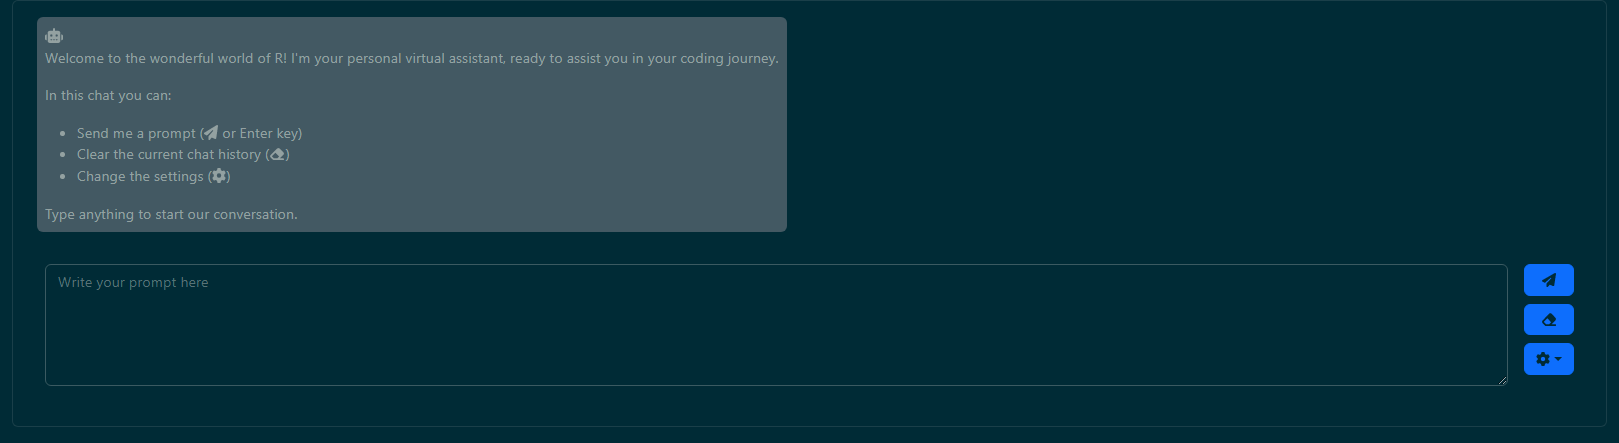 Welcome to the wonderful world of R! I'm your personal virtual assistant, ready to assist you in your coding journey.
In this chat you can:
• Send me a prompt ( or Enter key)
• Clear the current chat history ()
• Change the settings ()
Type anything to start our conversation.
Write your prompt here